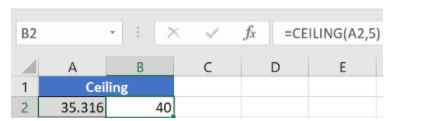 B2 fx =CEILING(A2,5)
A B C D E
1 Ceiling
2 35.316 40